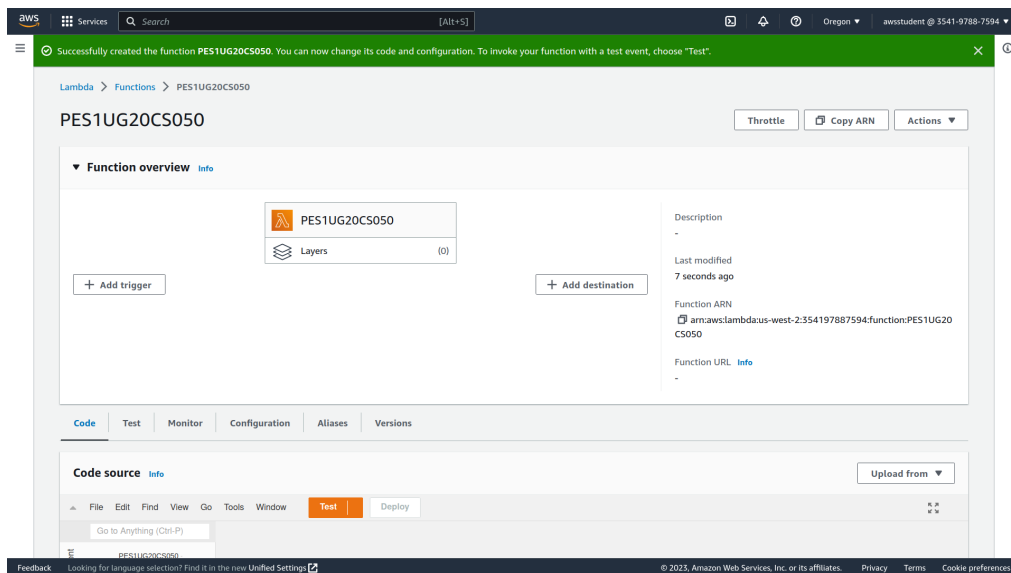 aws Services Search [Alt+S] Oregon ▼ awsstudent @ 3541-9788-7594 ▼
Successfully created the function PES1UG20CS050. You can now change its code and configuration. To invoke your function with a test event, choose "Test".
Lambda > Functions > PES1UG20CS050
PES1UG20CS050
Throttle Copy ARN Actions ▼
▼ Function overview Info
PES1UG20CS050
Layers (0)
+ Add trigger
+ Add destination
Description
-
Last modified
7 seconds ago
Function ARN
arn:aws:lambda:us-west-2:354197887594:function:PES1UG20
CS050
Function URL Info
-
Code Test Monitor Configuration Aliases Versions
Code source Info
Upload from ▼
File Edit Find View Go Tools Window Test Deploy
Go to Anything (Ctrl-P)
PES1UG20CS050
Feedback Looking for language selection? Find it in the new Unified Settings © 2023, Amazon Web Services, Inc. or its affiliates. Privacy Terms Cookie preferences